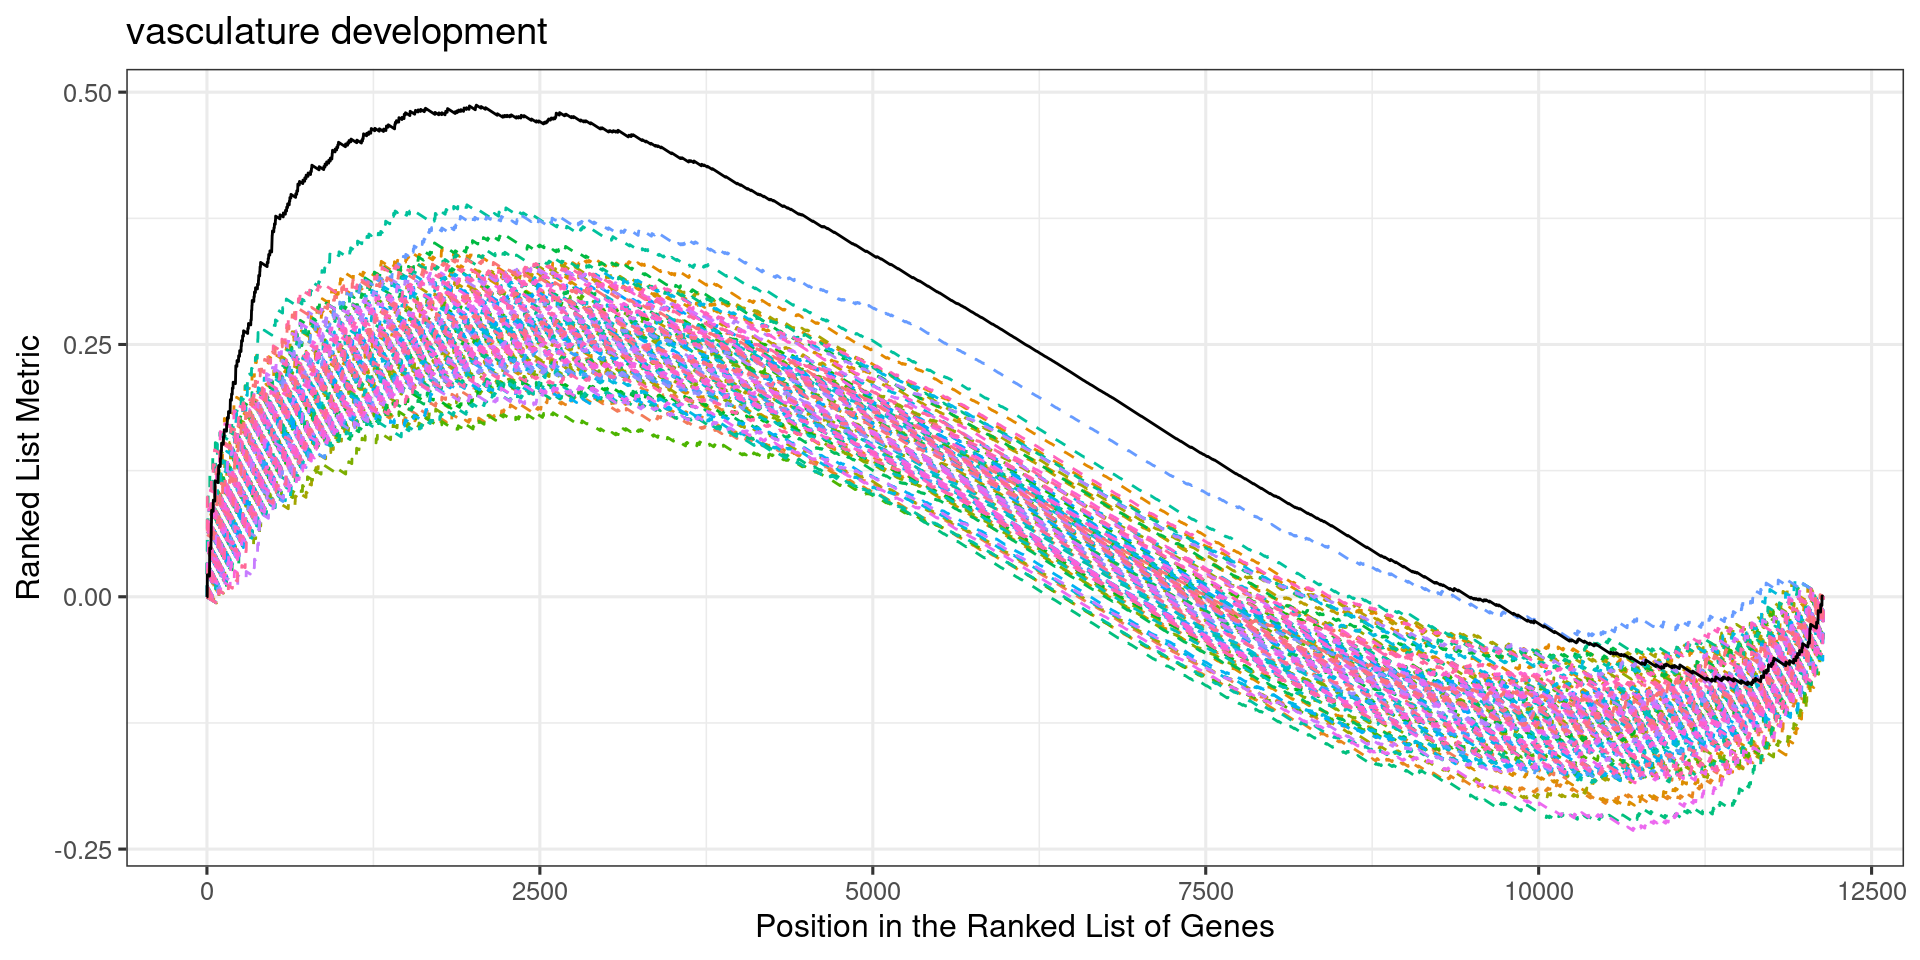 vasculature development
Ranked List Metric
0.50
0.25
0.00
-0.25
0 2500 5000 7500 10000 12500
Position in the Ranked List of Genes